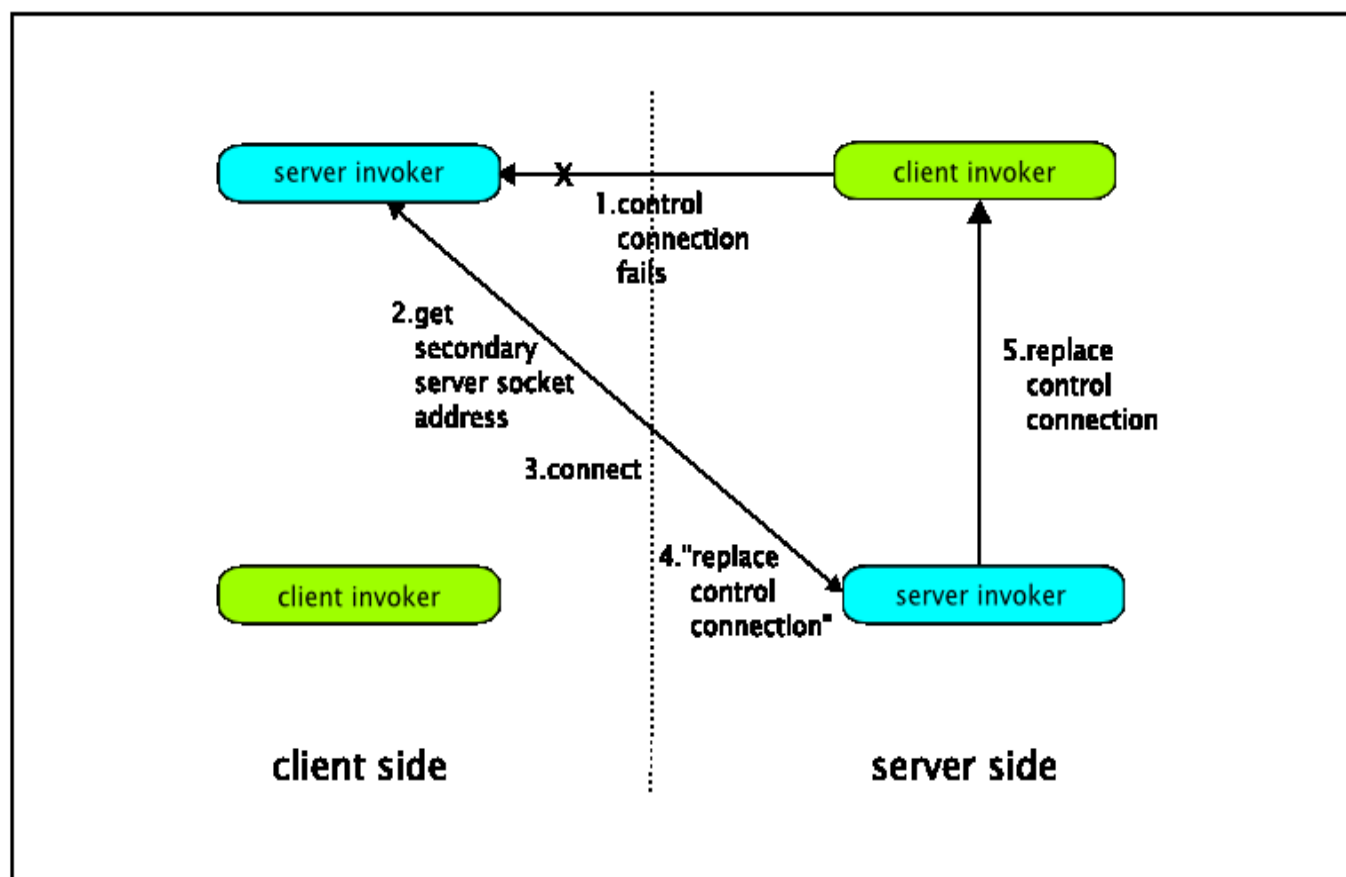 server invoker
client invoker
1.control
connection
fails
2.get
secondary
server socket
address
5.replace
control
connection
3.connect
4."replace
control
connection"
client invoker
server invoker
client side
server side